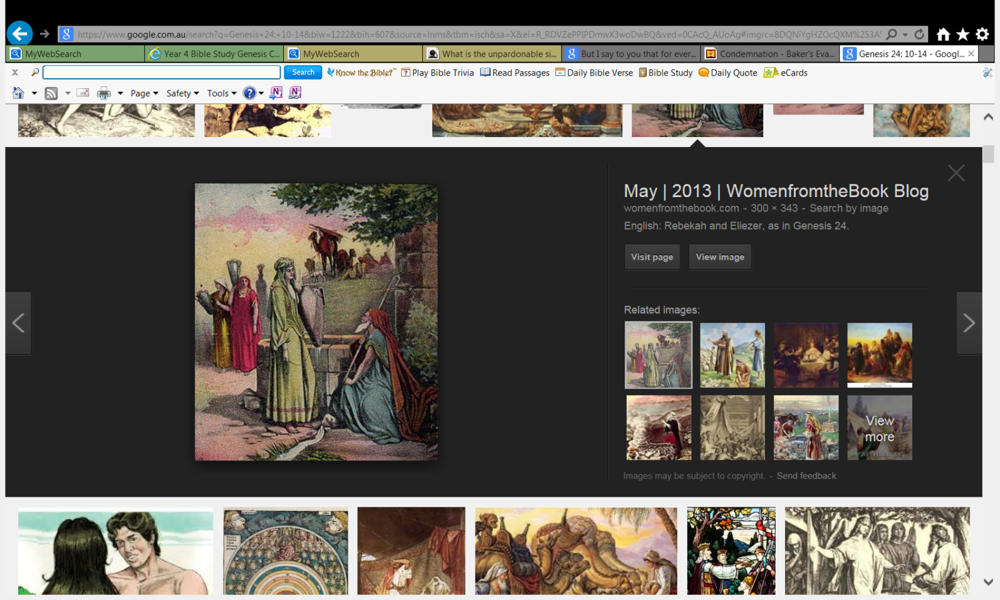 https://www.google.com.au/search?q=Genesis+24:+10-14&biw=1222&bih=607&source=lnms&tbm=isch&sa=X&ei=R_RDVZePPIPDmwX3woDwBQ&ved=0CAcQ_AUoAg#imgrc=8DQNiYgHZOcQXM%253A
MyWebSearch
Year 4 Bible Study Genesis C...
MyWebSearch
What is the unpardonable si...
But I say to you that for ever...
Condemnation - Baker's Eva...
Genesis 24: 10-14 - Googl...
x
Search
Know the Bible?™
Play Bible Trivia
Read Passages
Daily Bible Verse
Bible Study
Daily Quote
eCards
Page
Safety
Tools
May | 2013 | WomenfromtheBook Blog
womenfromthebook.com - 300 × 343 - Search by image
English: Rebekah and Eliezer, as in Genesis 24.
Visit page
View image
Related images:
View
more
Images may be subject to copyright. - Send feedback